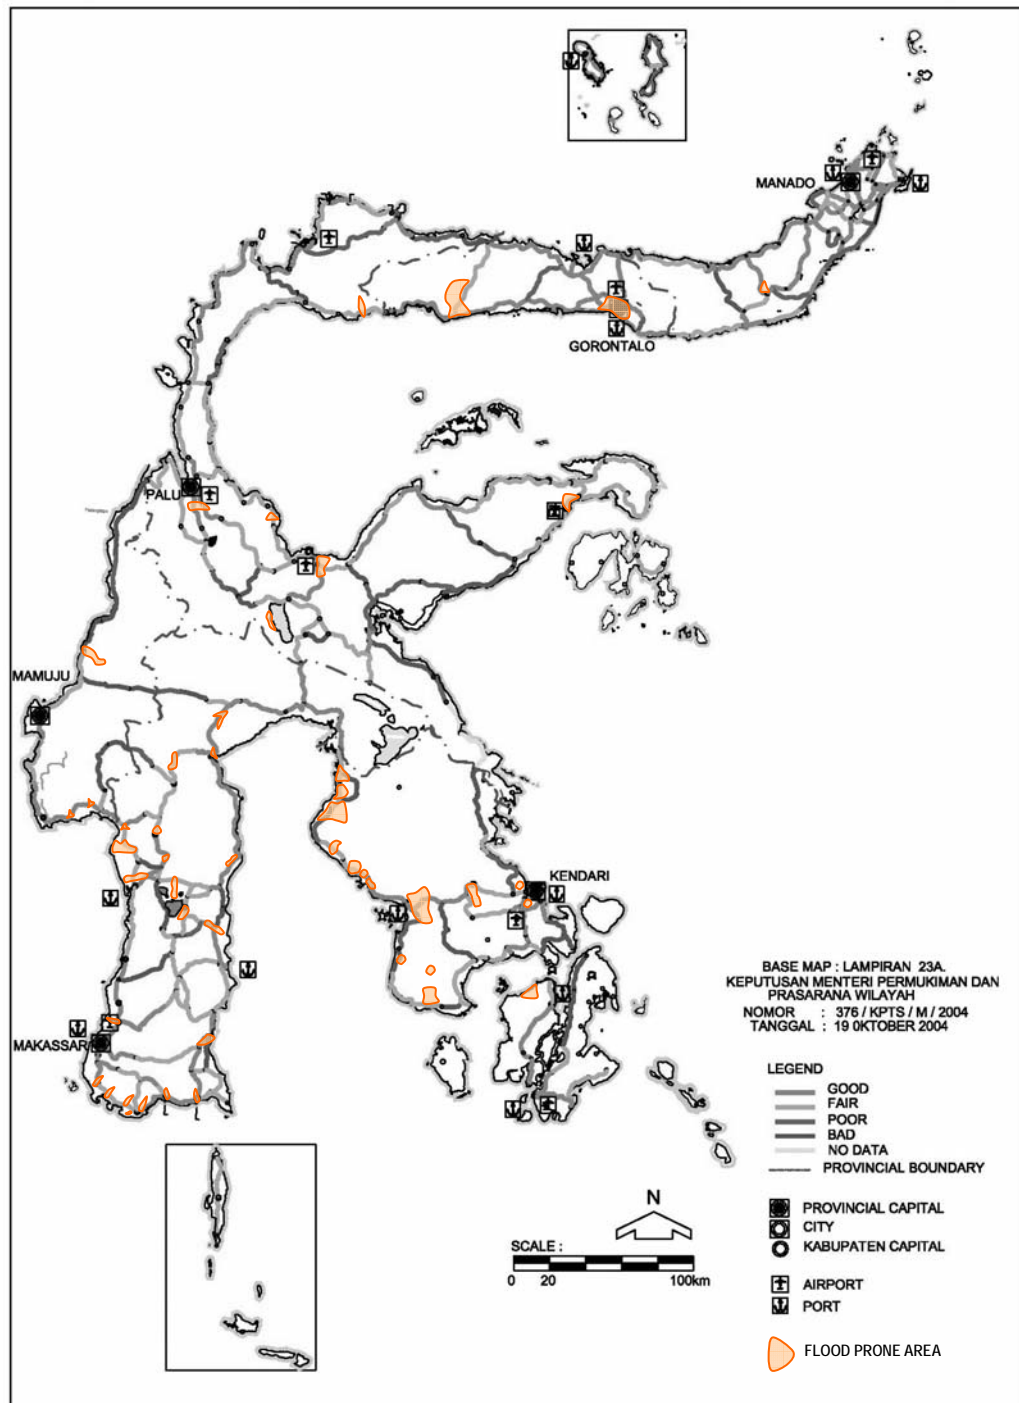 MANADO
GORONTALO
PALU
MAMUJU
KENDARI
MAKASSAR
BASE MAP : LAMPIRAN 23A.
KEPUTUSAN MENTERI PERMUKIMAN DAN
PRASARANA WILAYAH
NOMOR : 376 / KPTS / M / 2004
TANGGAL : 19 0KTOBER 2004
LEGEND
GOOD
FAIR
POOR
BAD
NO DATA
PROVINCIAL BOUNDARY
N
PROVINCIAL CAPITAL
CITY
KABUPATEN CAPITAL
SCALE :
0 20 100km
AIRPORT
PORT
FLOOD PRONE AREA